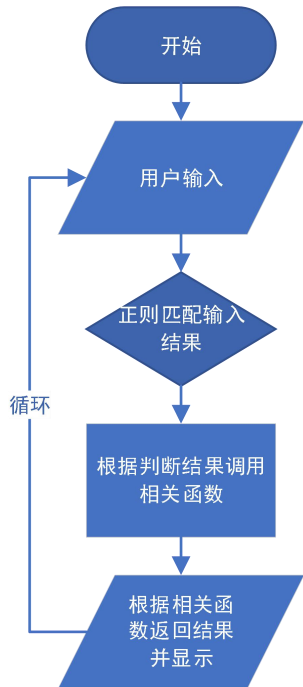 开始
用户输入
正则匹配输入
结果
循环
根据判断结果调用
相关函数
根据相关函
数返回结果
并显示